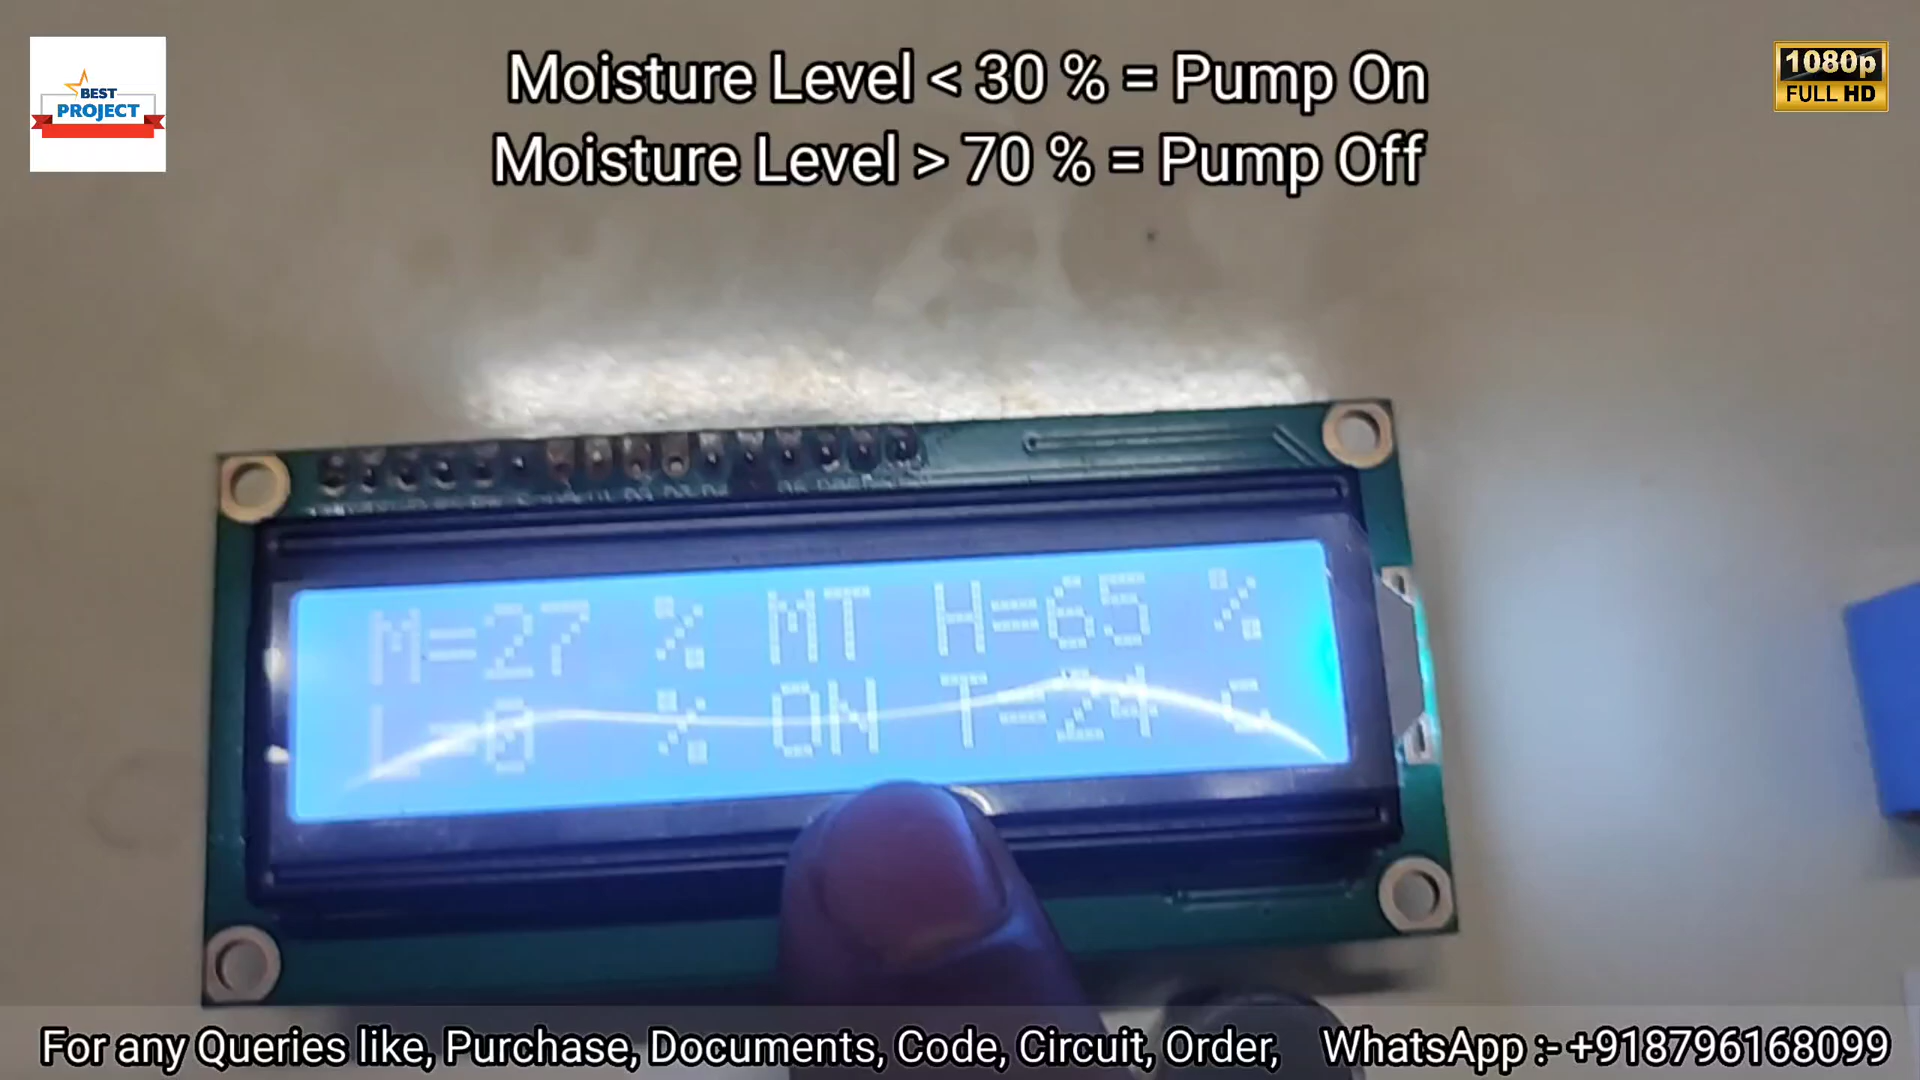 BEST
PROJECT
Moisture Level < 30 % = Pump On
Moisture Level > 70 % = Pump Off
1080p
FULL HD
M=27 % MT H=65 %
L=0 % ON T=24 C
For any Queries like, Purchase, Documents, Code, Circuit, Order, WhatsApp :- +918796168099